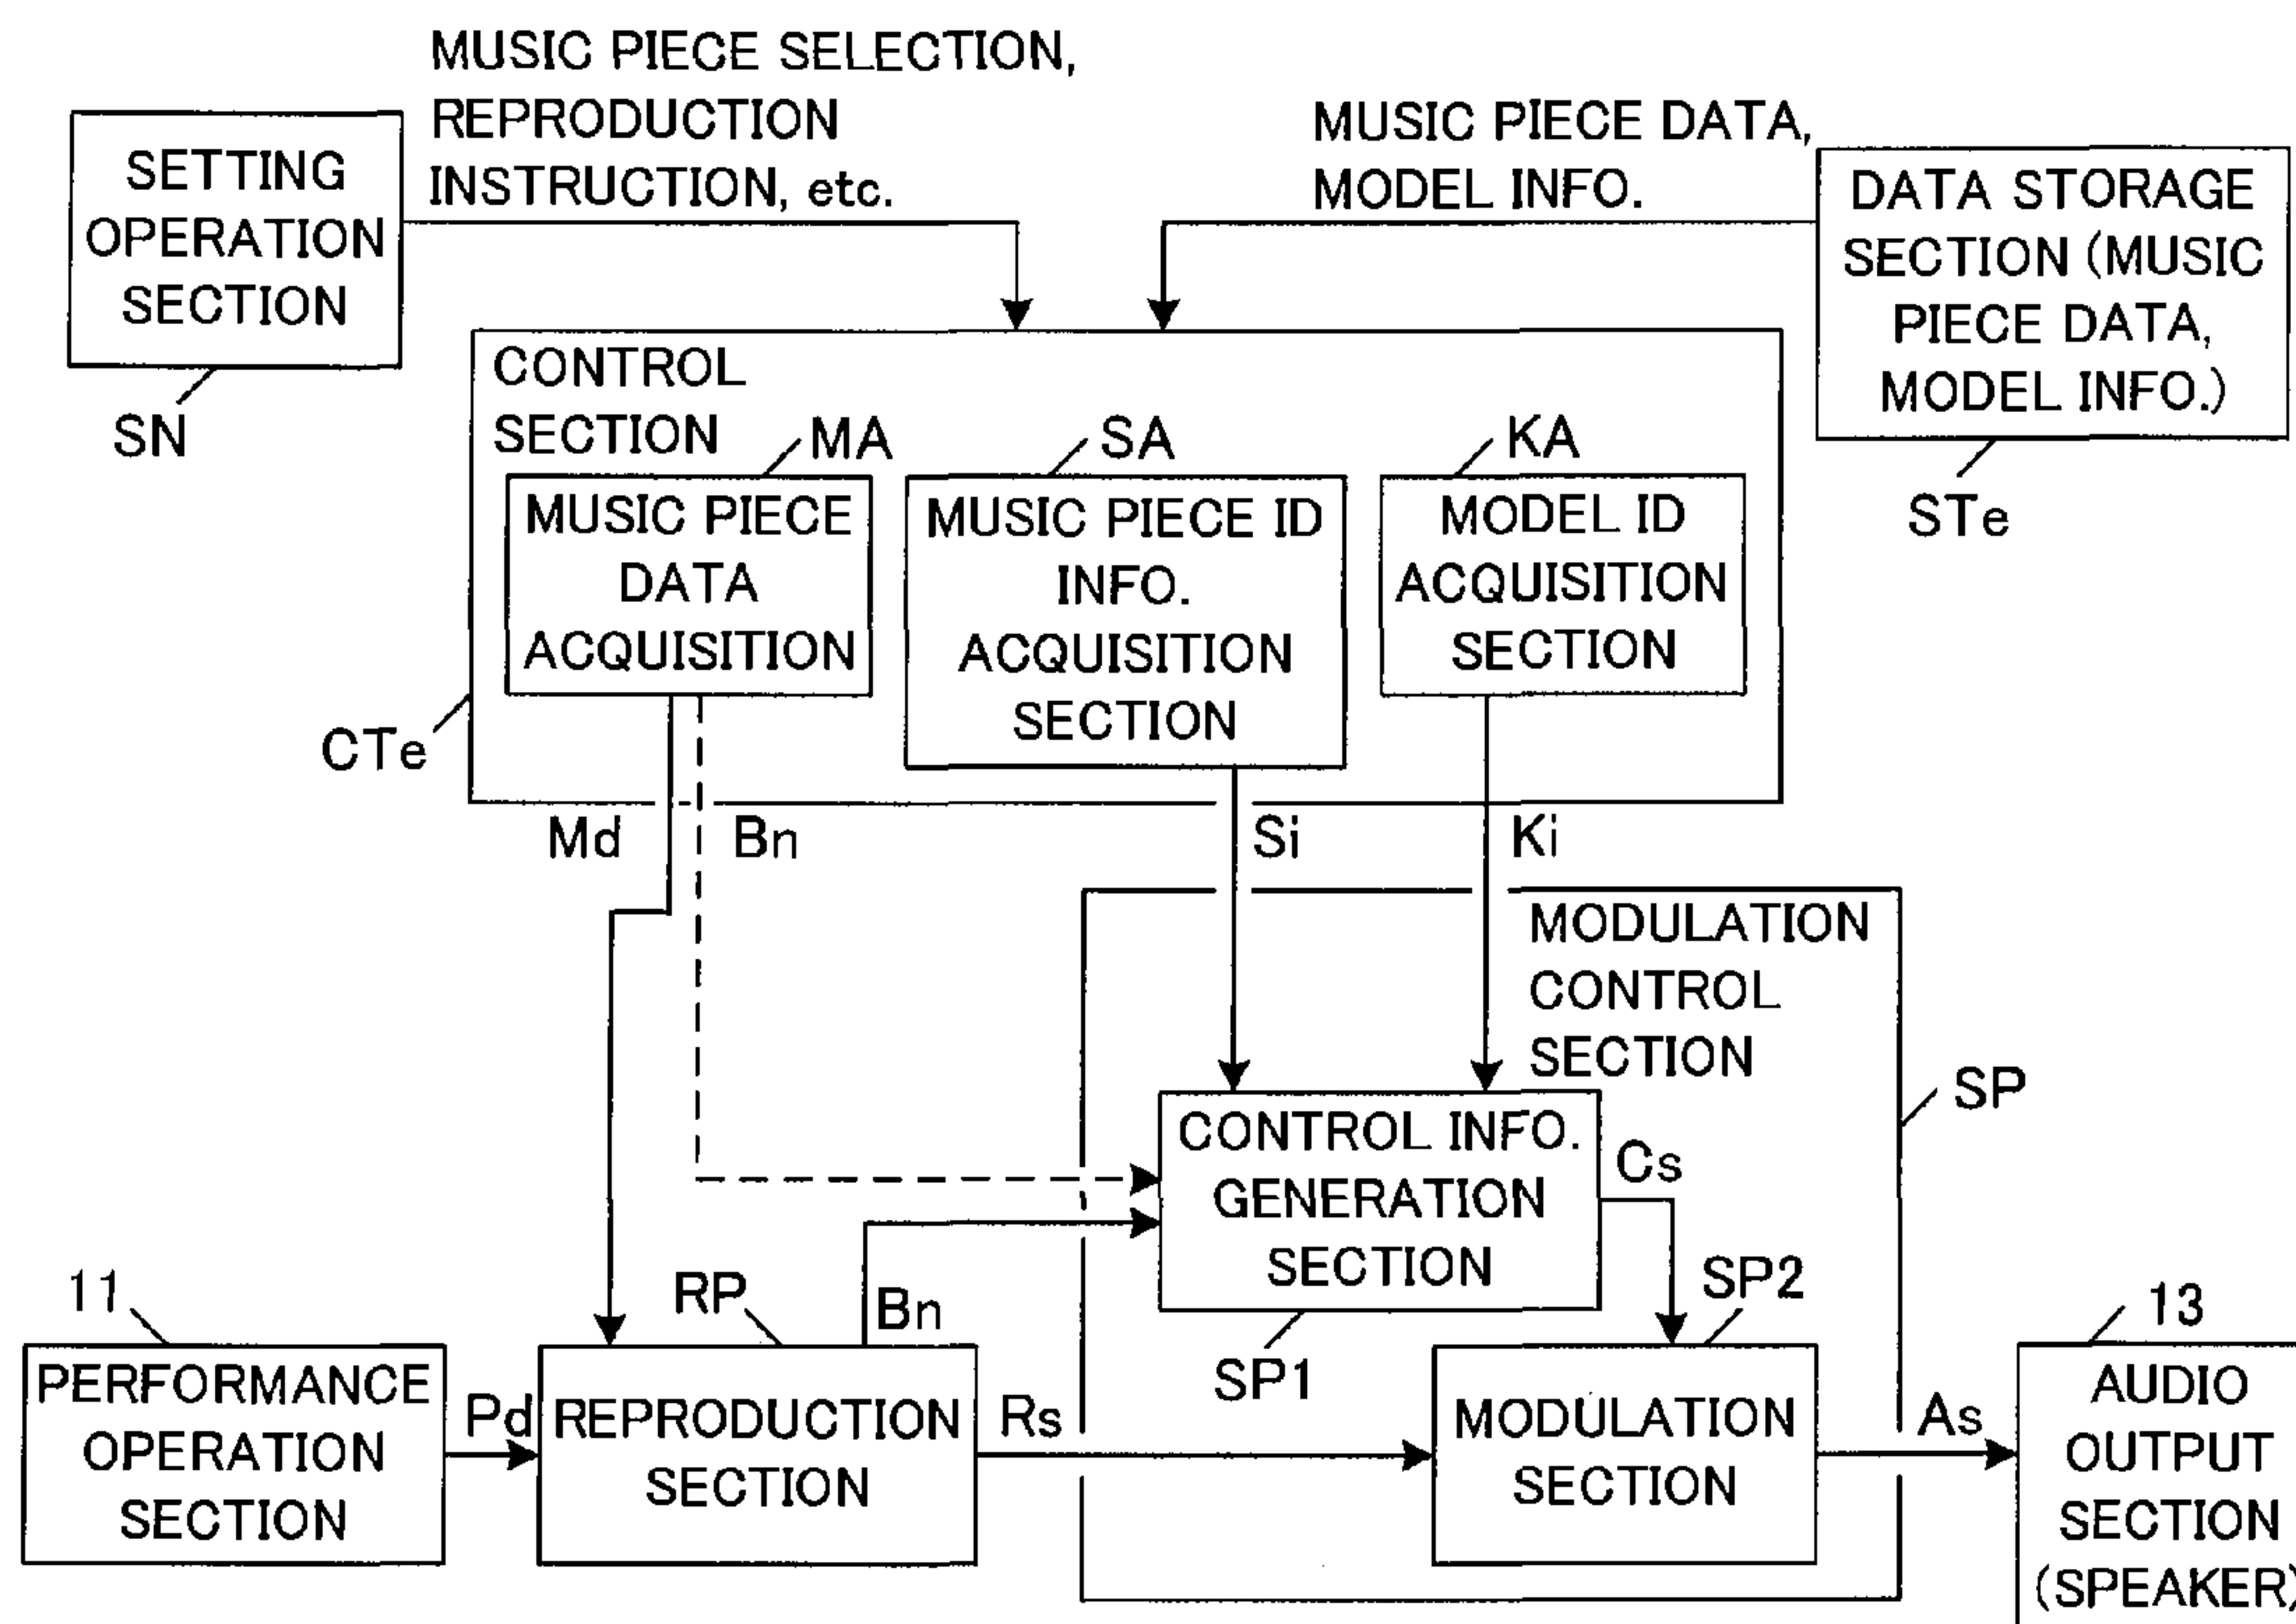 MUSIC PIECE SELECTION,
REPRODUCTION
INSTRUCTION, etc.
MUSIC PIECE DATA,
MODEL INFO.
SETTING
OPERATION
SECTION
SN
DATA STORAGE
SECTION (MUSIC
PIECE DATA,
MODEL INFO.)
STe
CONTROL
SECTION
MA
SA
KA
MUSIC PIECE
DATA
ACQUISITION
MUSIC PIECE ID
INFO.
ACQUISITION
SECTION
MODEL ID
ACQUISITION
SECTION
CTe
Md
Bn
Si
Ki
MODULATION
CONTROL
SECTION
SP
CONTROL INFO.
GENERATION
SECTION
Cs
SP1
SP2
11
RP
Bn
13
PERFORMANCE
OPERATION
SECTION
Pd
REPRODUCTION
SECTION
Rs
MODULATION
SECTION
As
AUDIO
OUTPUT
SECTION
(SPEAKER)